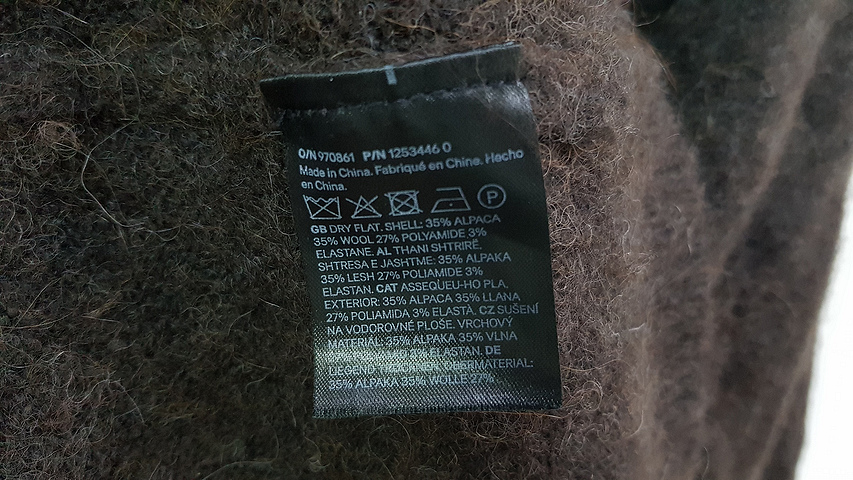 O/N 970861 P/N 1253446 0
Made in China. Fabriqué en Chine. Hecho
en China.
P
GB DRY FLAT. SHELL: 35% ALPACA
35% WOOL 27% POLYAMIDE 3%
ELASTANE. AL THANI SHTRIRË.
SHTRESA E JASHTME: 35% ALPAKA
35% LESH 27% POLIAMIDE 3%
ELASTAN. CAT ASSEQUEU-HO PLA.
EXTERIOR: 35% ALPACA 35% LLANA
27% POLIAMIDA 3% ELASTÀ. CZ SUŠENÍ
NA VODOROVNÉ PLOŠE. VRCHOVÝ
MATERIÁL: 35% ALPAKA 35% VLNA
3% ELASTAN. DE
LIEGEND TROCKNEN. OBERMATERIAL:
35% ALPAKA 35% WOLLE 27%